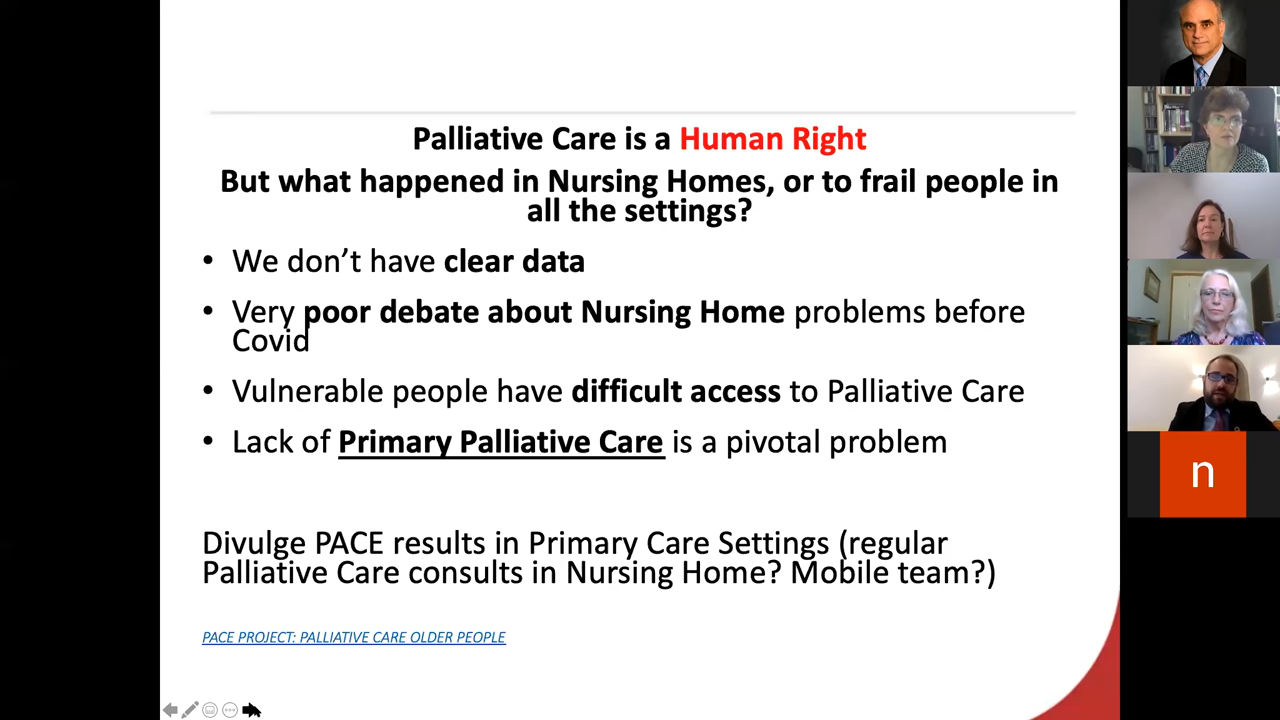 Palliative Care is a Human Right
But what happened in Nursing Homes, or to frail people in
all the settings?
• We don’t have clear data
• Very poor debate about Nursing Home problems before
Covid
• Vulnerable people have difficult access to Palliative Care
• Lack of Primary Palliative Care is a pivotal problem
Divulge PACE results in Primary Care Settings (regular
Palliative Care consults in Nursing Home? Mobile team?)
PACE PROJECT: PALLIATIVE CARE OLDER PEOPLE
n